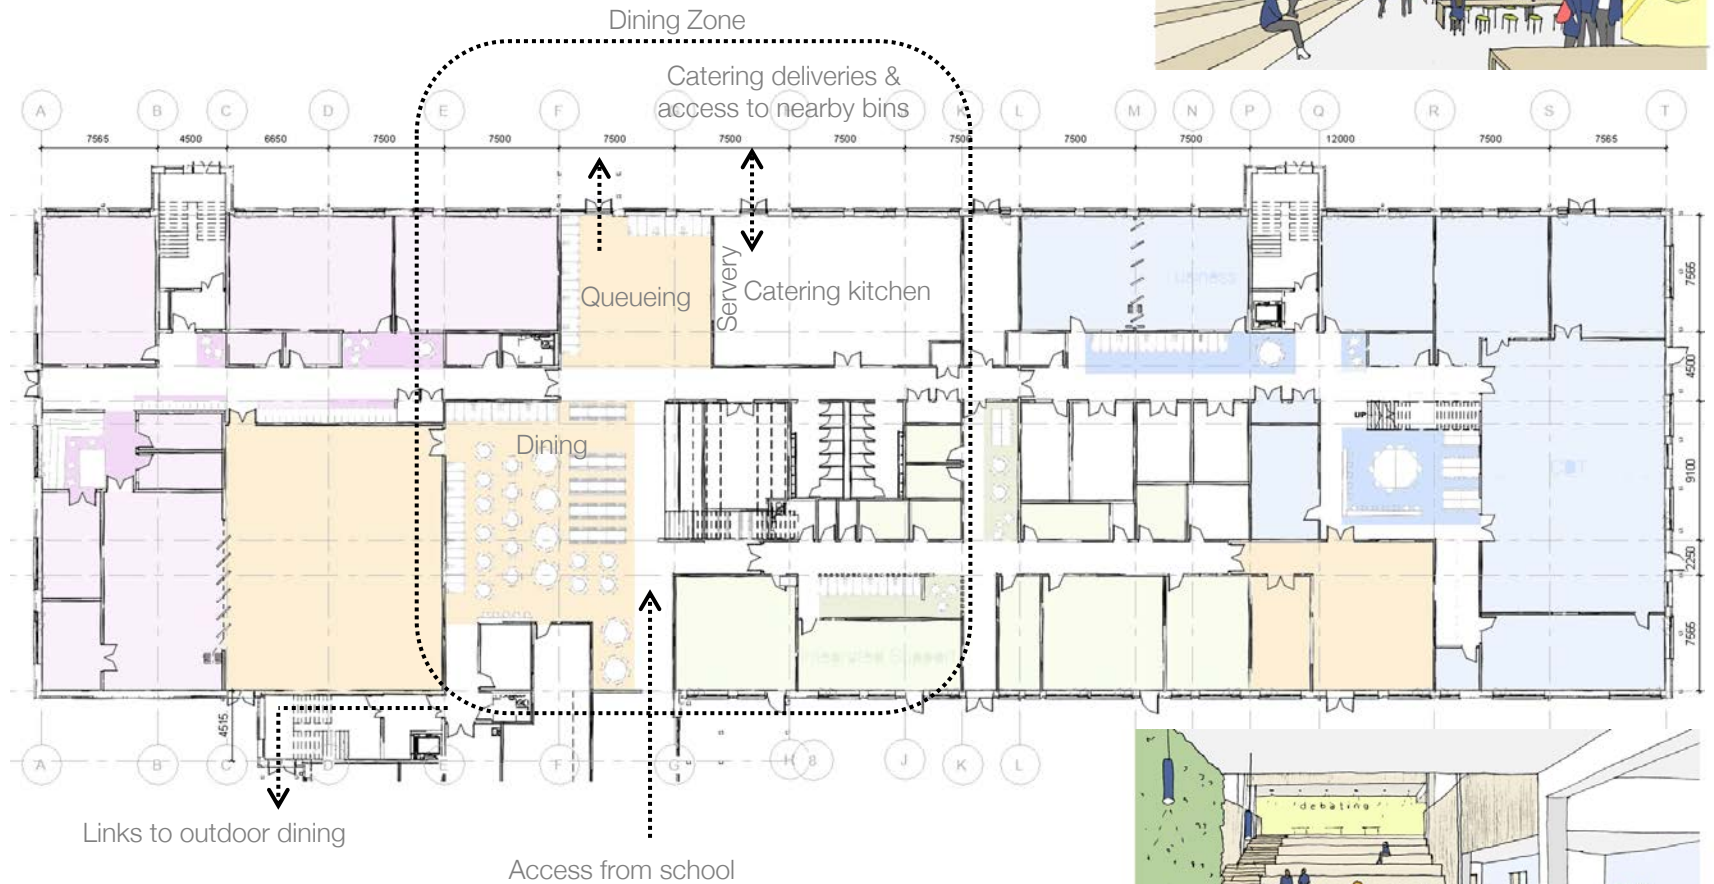 Dining Zone
Catering deliveries &
access to nearby bins
A B C D E F G H J K L M N P Q R S T
7565 4500 6650 7500 7500 7500 7500 7500 7500 7500 7500 12000 7500 7565
Servery
Queueing
Catering kitchen
Dining
UP
7565
4500
9100
2250
7565
4515
A B C D E F G H 8 J K L
Links to outdoor dining
Access from school
debating